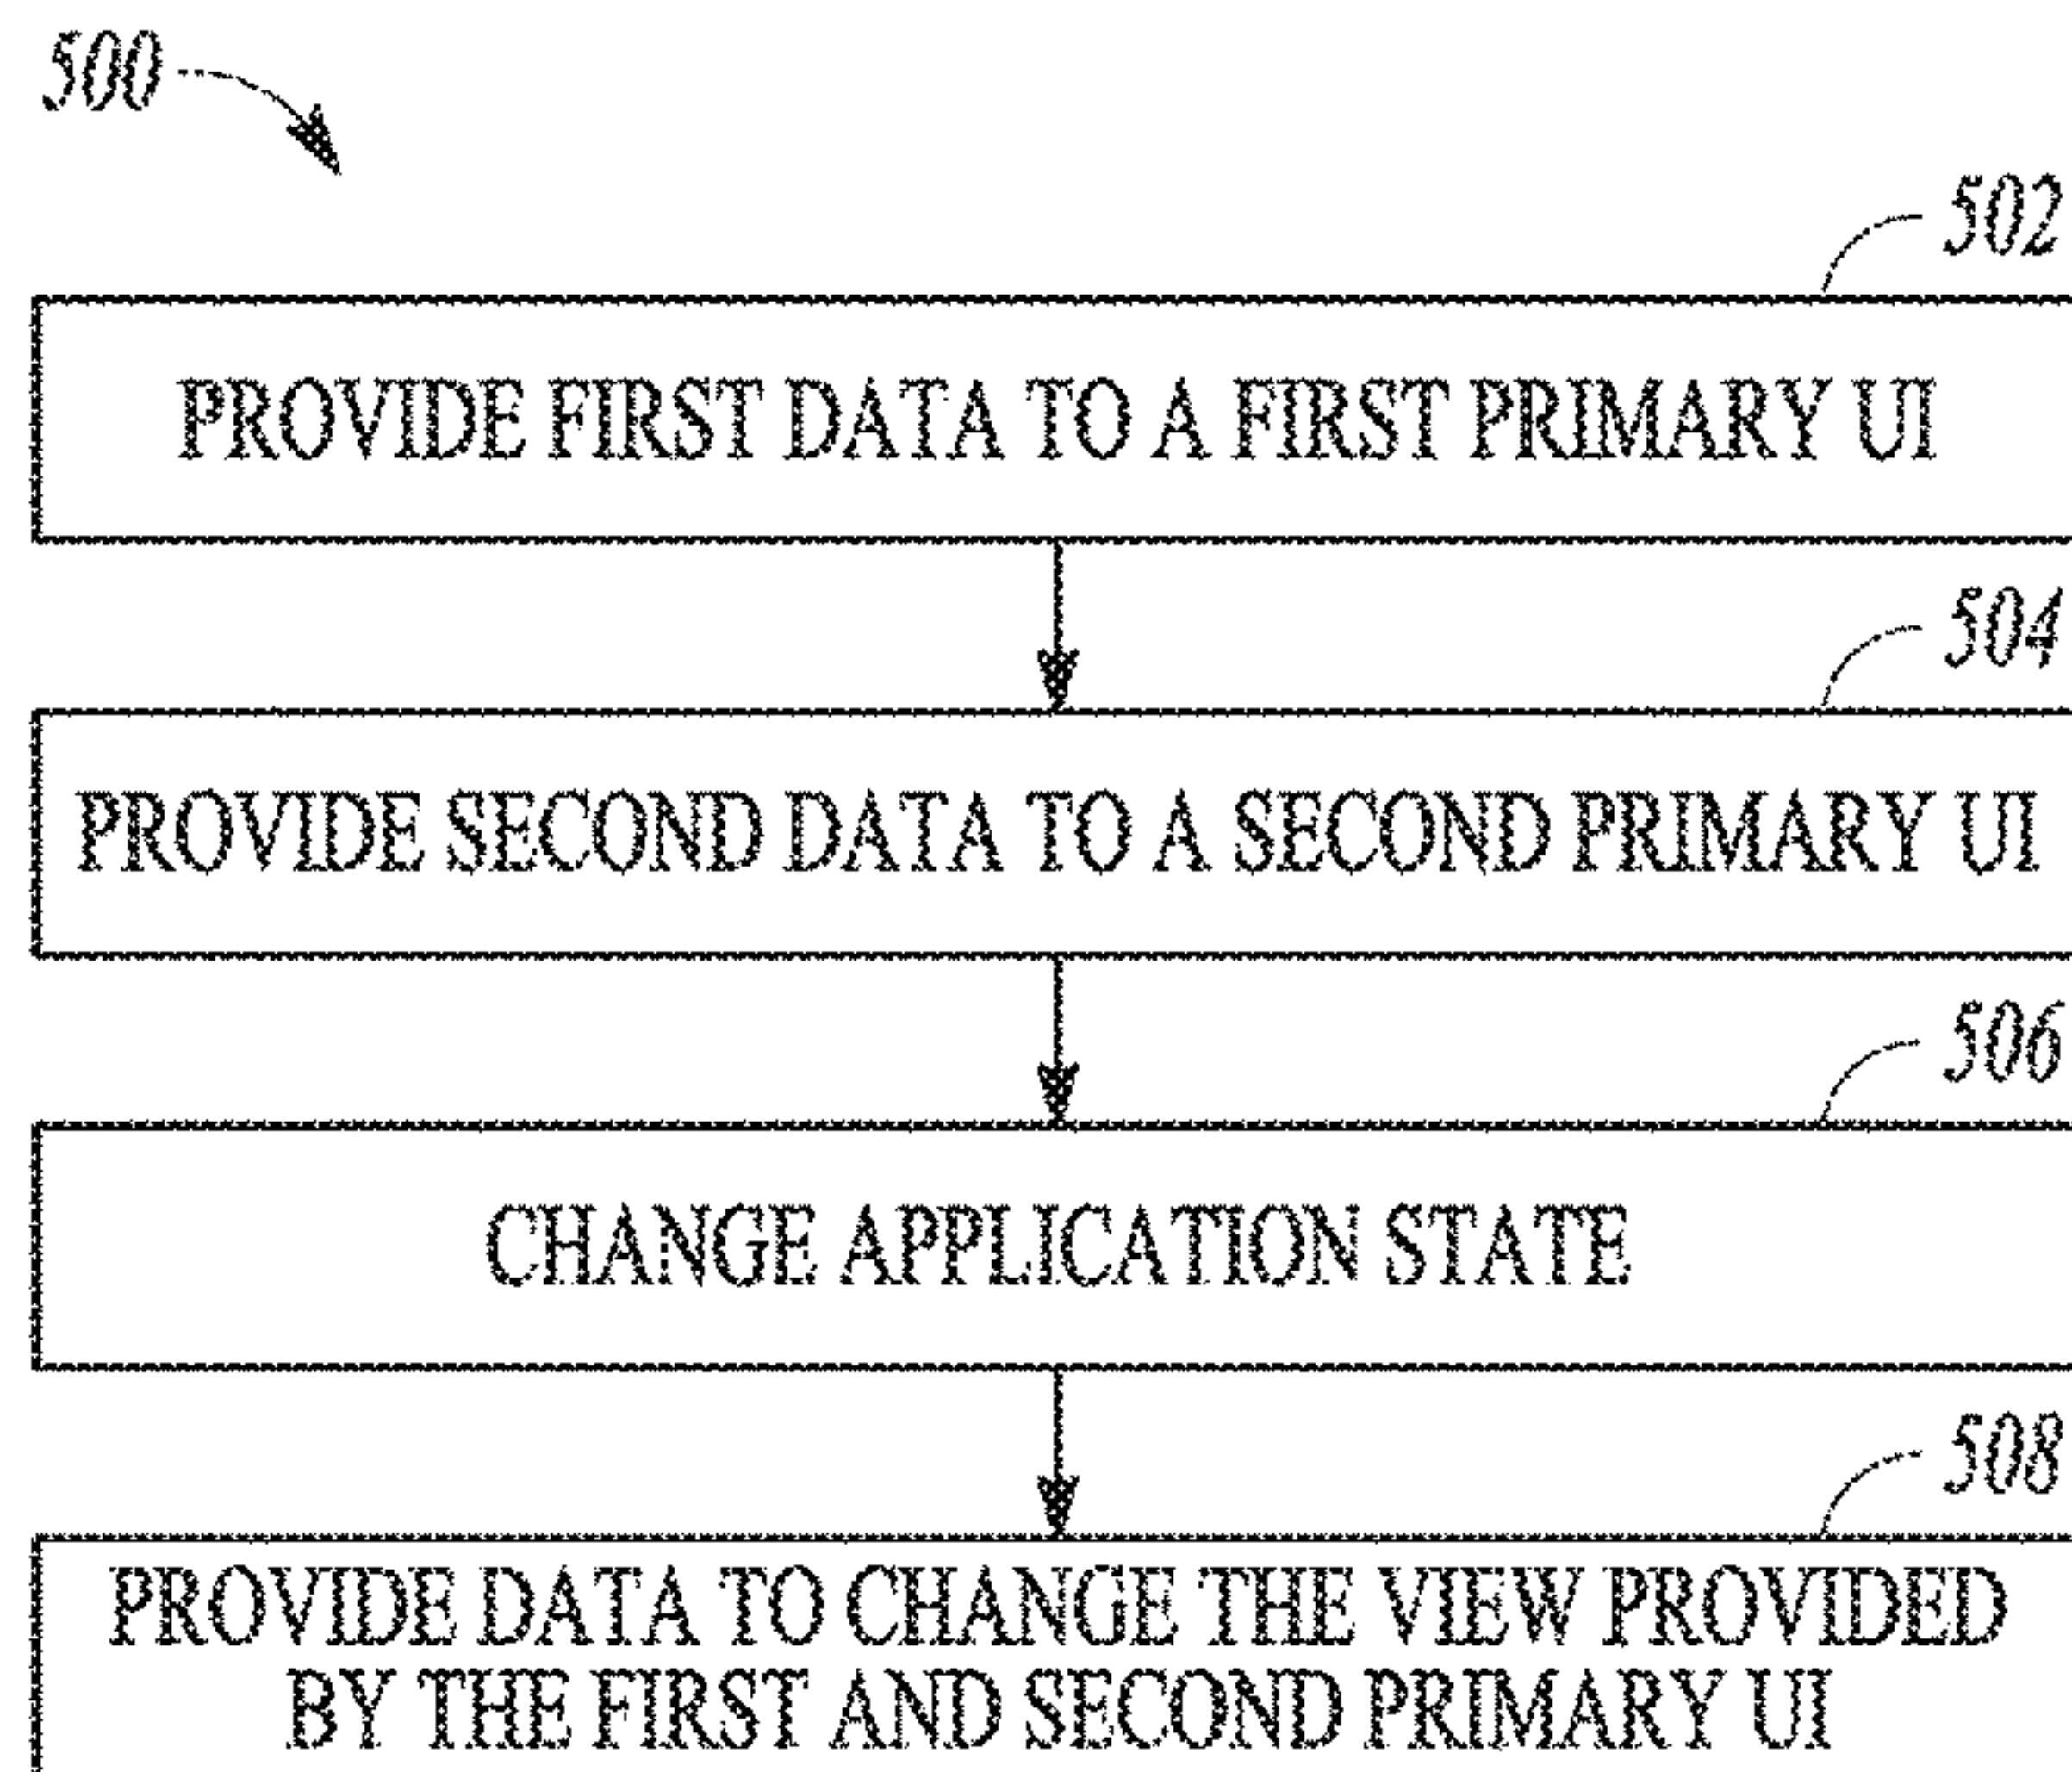 500
502
PROVIDE FIRST DATA TO A FIRST PRIMARY UI
504
PROVIDE SECOND DATA TO A SECOND PRIMARY UI
506
CHANGE APPLICATION STATE
508
PROVIDE DATA TO CHANGE THE VIEW PROVIDED
BY THE FIRST AND SECOND PRIMARY UI